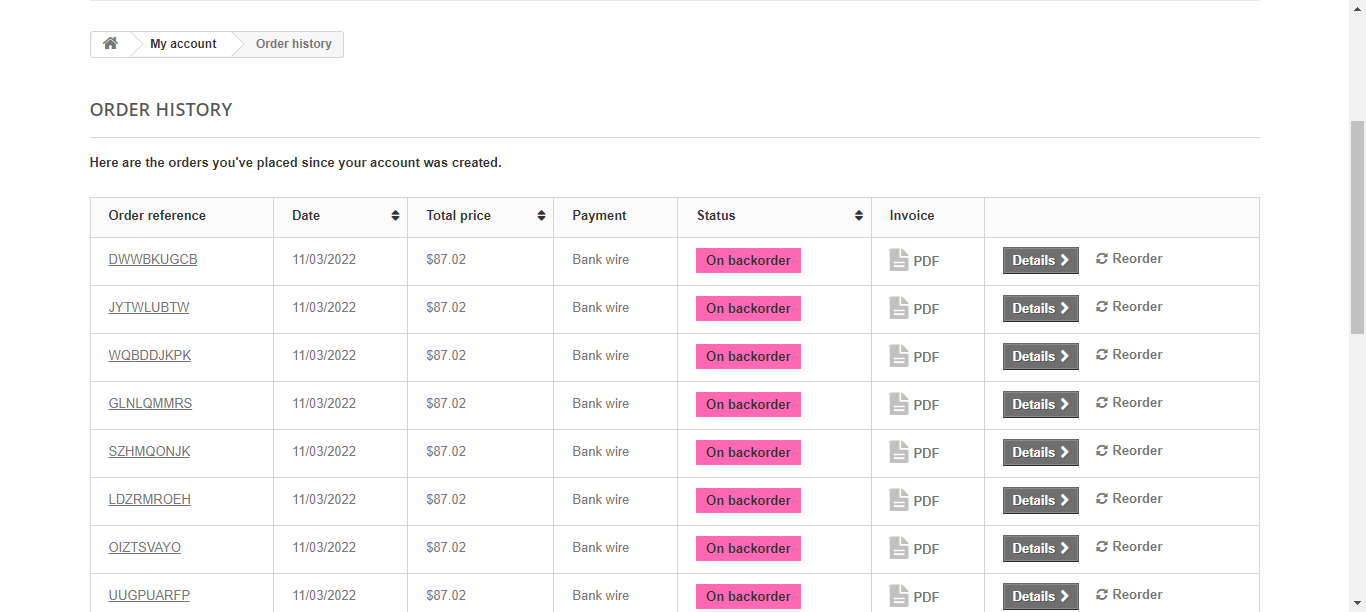 My account Order history
ORDER HISTORY
Here are the orders you've placed since your account was created.
Order reference Date Total price Payment Status Invoice
DWWBKUGCB 11/03/2022 $87.02 Bank wire On backorder PDF Details Reorder
JYTWLUBTW 11/03/2022 $87.02 Bank wire On backorder PDF Details Reorder
WQBDDJKPK 11/03/2022 $87.02 Bank wire On backorder PDF Details Reorder
GLNLQMMRS 11/03/2022 $87.02 Bank wire On backorder PDF Details Reorder
SZHMQONJK 11/03/2022 $87.02 Bank wire On backorder PDF Details Reorder
LDZRMROEH 11/03/2022 $87.02 Bank wire On backorder PDF Details Reorder
OIZTSVAYO 11/03/2022 $87.02 Bank wire On backorder PDF Details Reorder
UUGPUARFP 11/03/2022 $87.02 Bank wire On backorder PDF Details Reorder